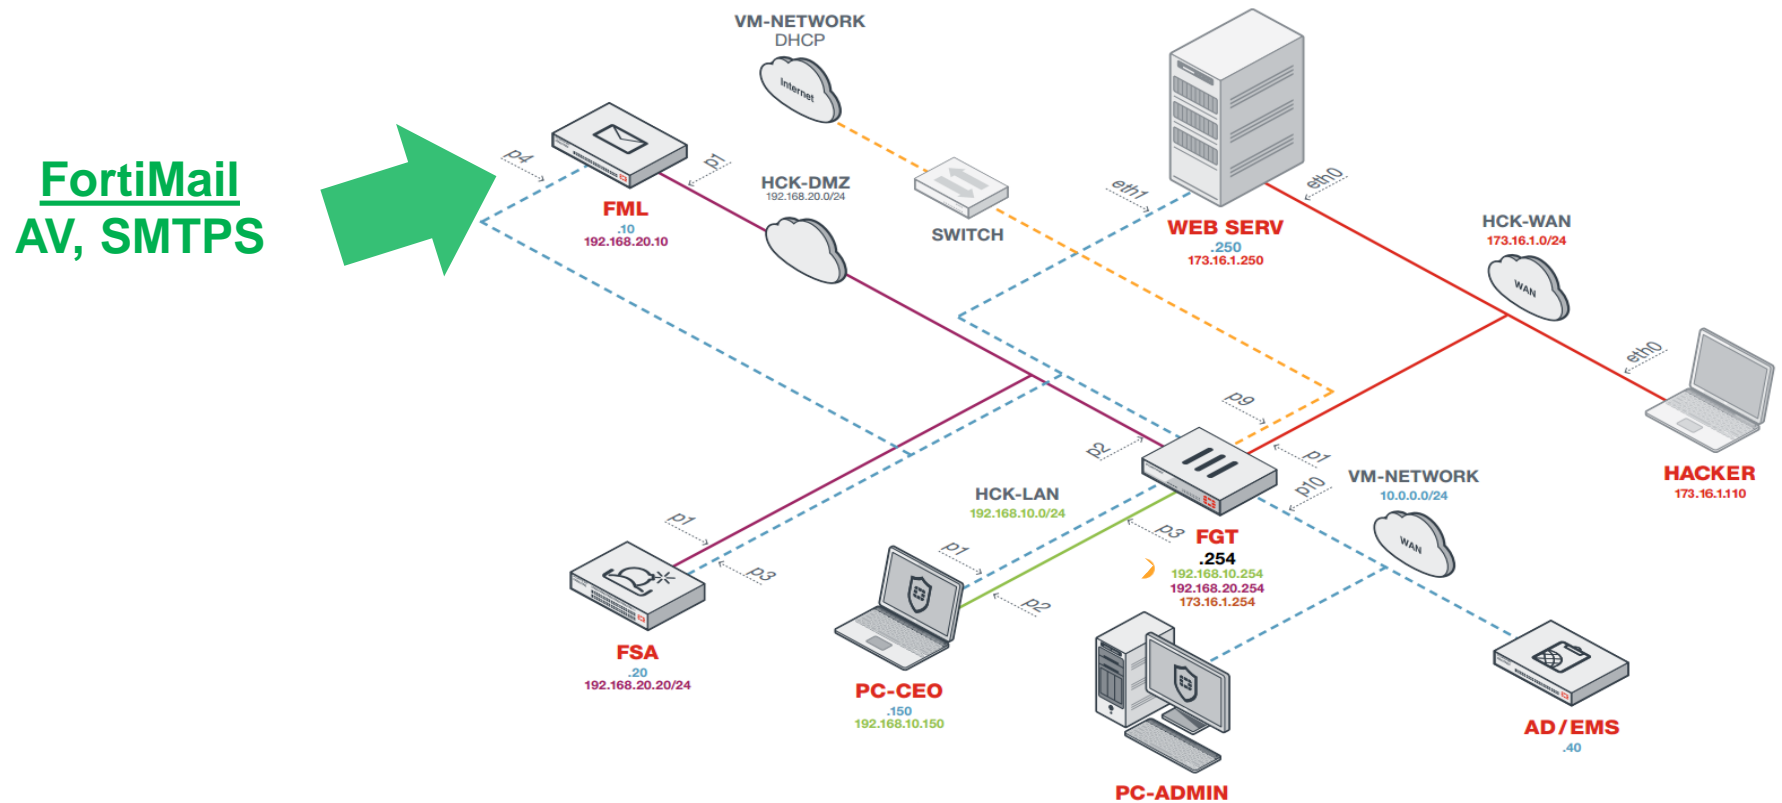 VM-NETWORK
DHCP
Internet
FortiMail
AV, SMTPS
p4
p1
FML
.10
192.168.20.10
HCK-DMZ
192.168.20.0/24
SWITCH
eth1
eth0
WEB SERV
.250
173.16.1.250
HCK-WAN
173.16.1.0/24
WAN
eth0
HACKER
173.16.1.110
p9
p2
p1
p10
VM-NETWORK
10.0.0.0/24
WAN
HCK-LAN
192.168.10.0/24
p3
FGT
.254
192.168.10.254
192.168.20.254
173.16.1.254
p1
p3
FSA
.20
192.168.20.20/24
p1
p2
PC-CEO
.150
192.168.10.150
PC-ADMIN
AD/EMS
.40